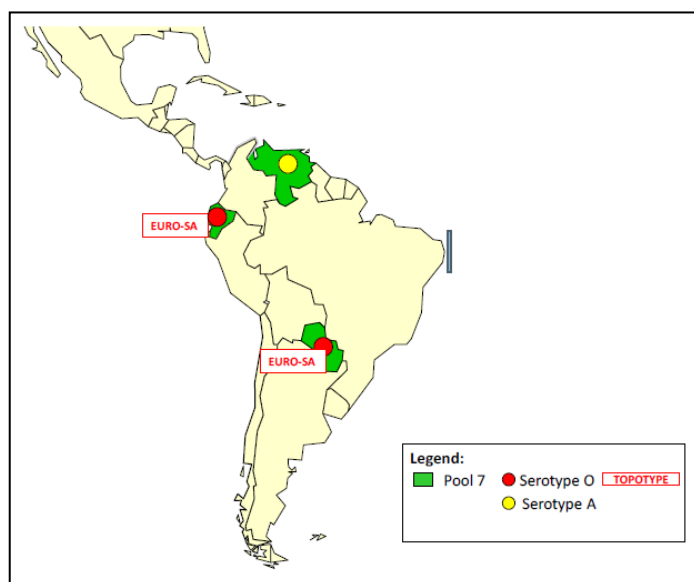 EURO-SA
EURO-SA
Legend:
Pool 7
Serotype O
TOPOTYPE
Serotype A